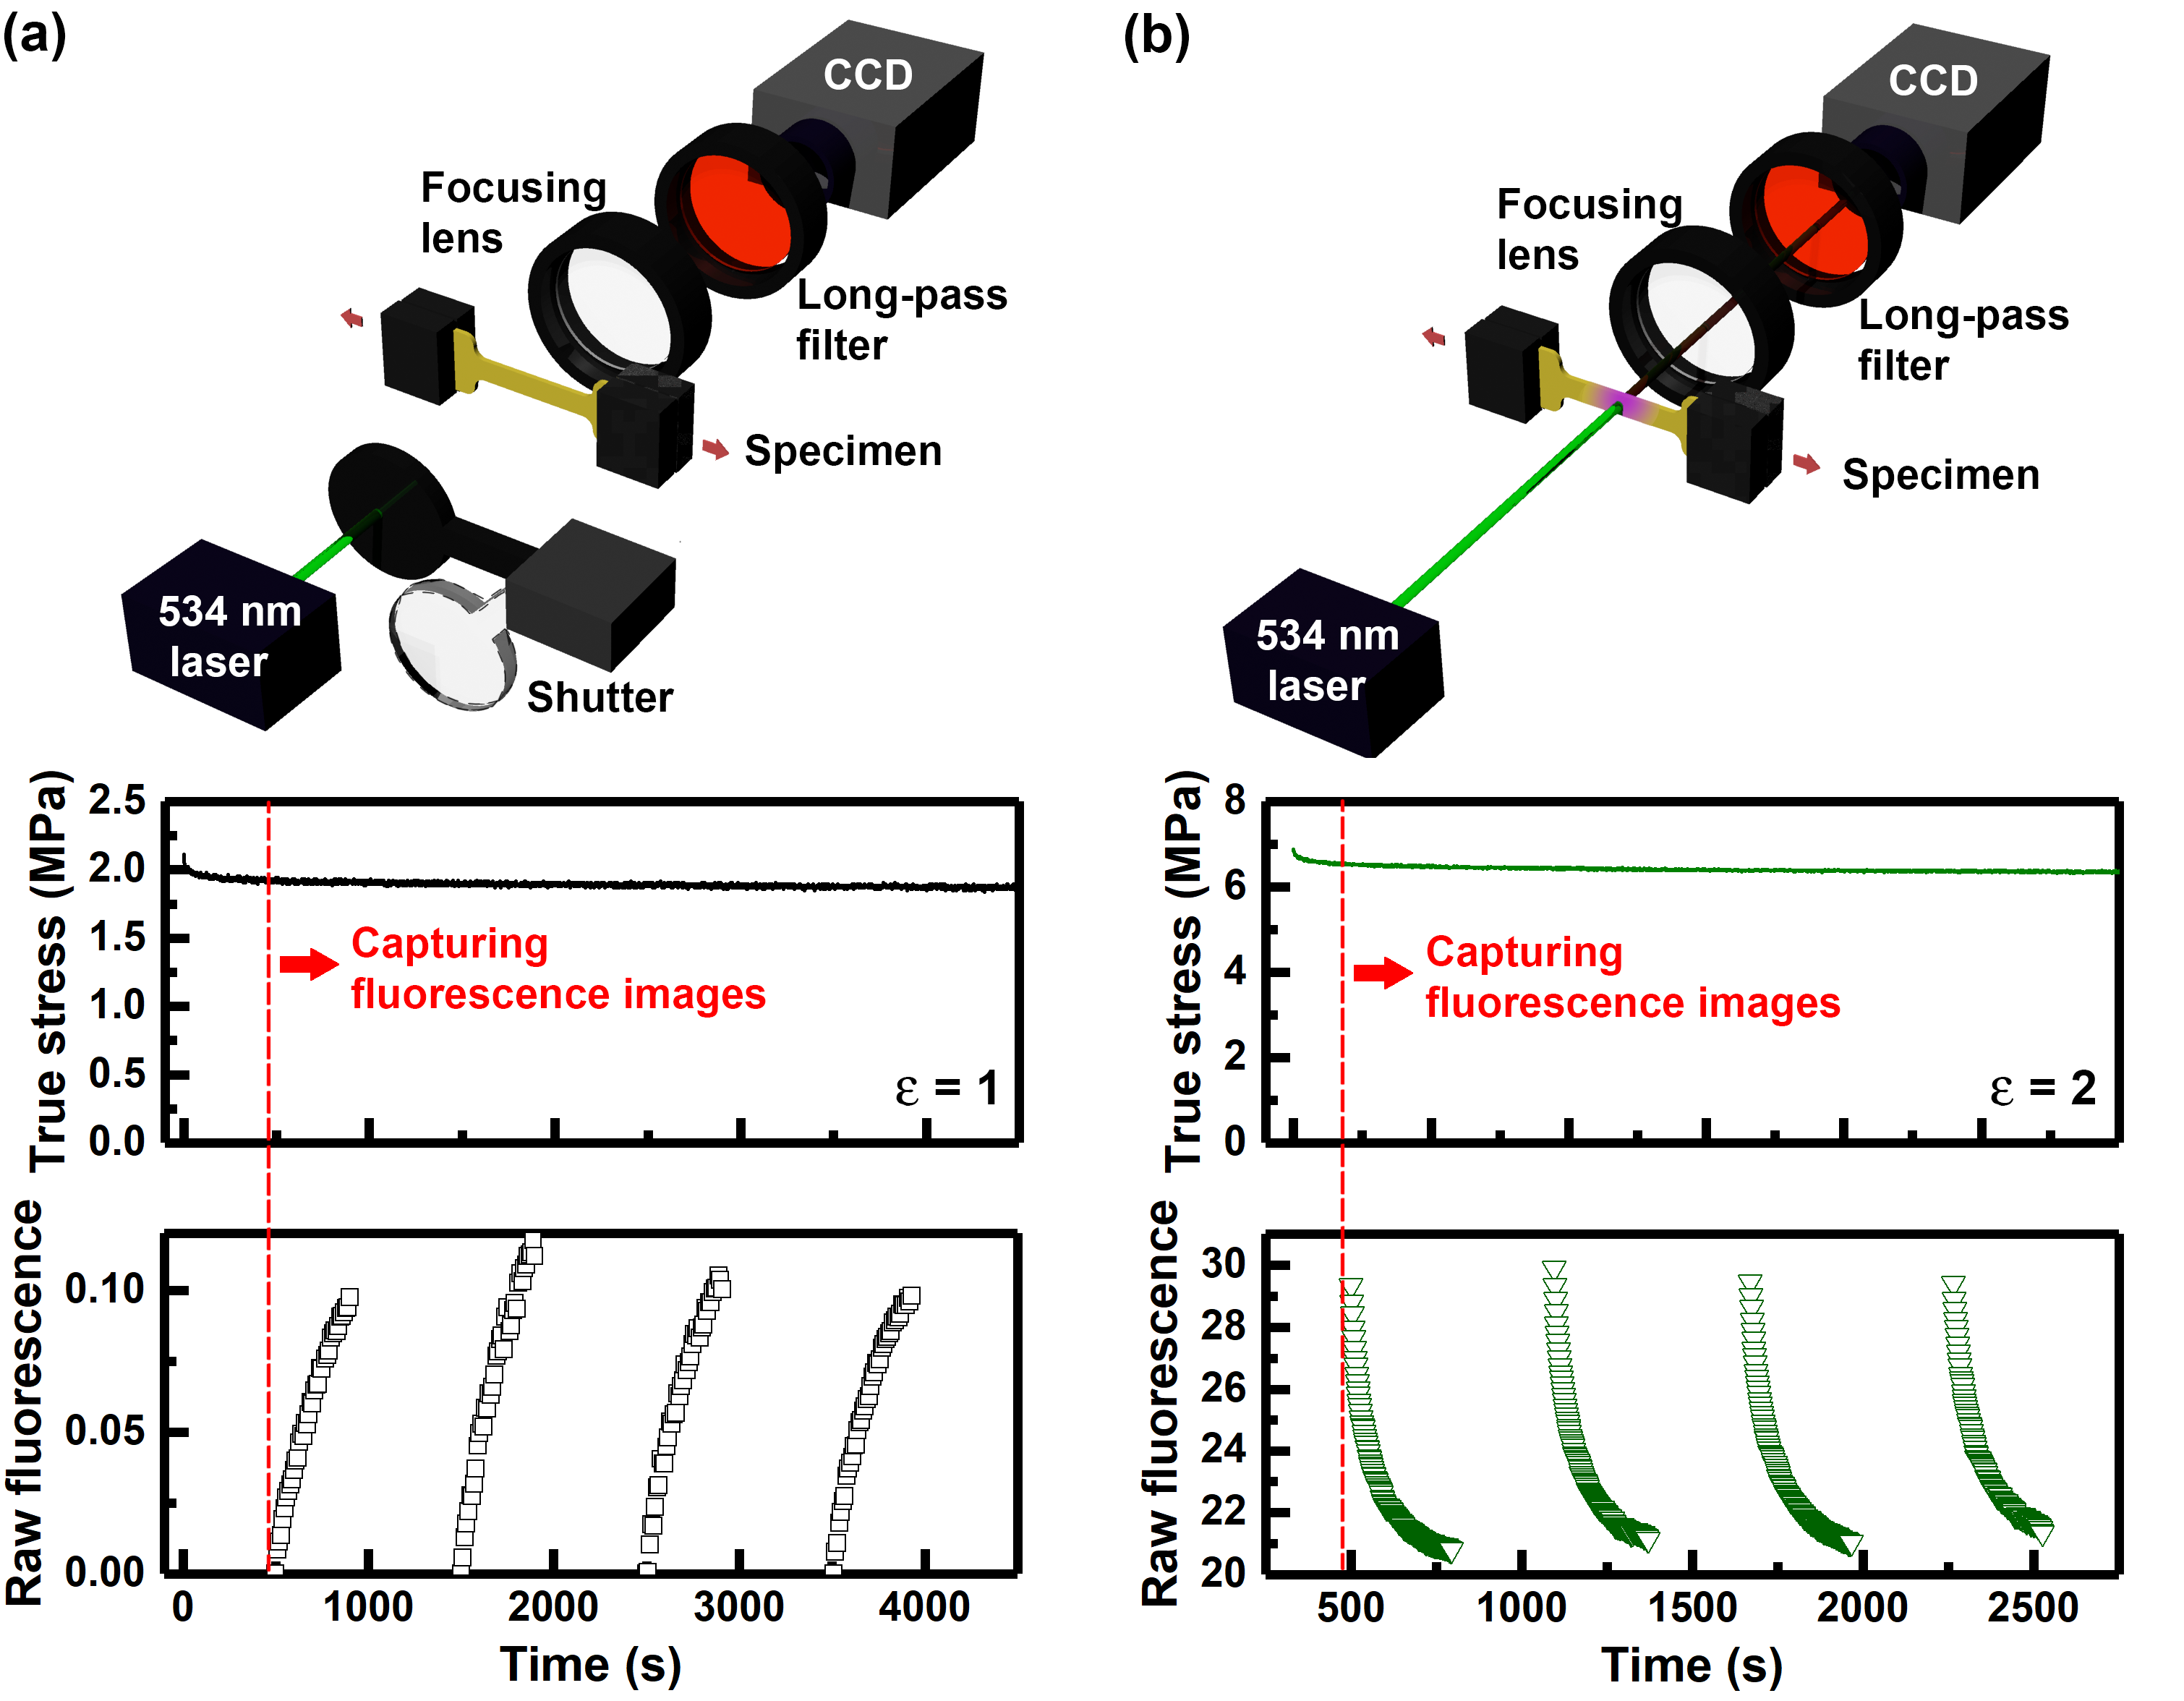 (a)
CCD
Focusing
lens
Long-pass
filter
Specimen
534 nm
laser
Shutter
True stress (MPa)
2.5
2.0
1.5
1.0
0.5
0.0
Capturing
fluorescence images
ε = 1
Raw fluorescence
0.10
0.05
0.00
0 1000 2000 3000 4000
Time (s)
(b)
CCD
Focusing
lens
Long-pass
filter
Specimen
534 nm
laser
True stress (MPa)
8
6
4
2
0
Capturing
fluorescence images
ε = 2
Raw fluorescence
30
28
26
24
22
20
500 1000 1500 2000 2500
Time (s)